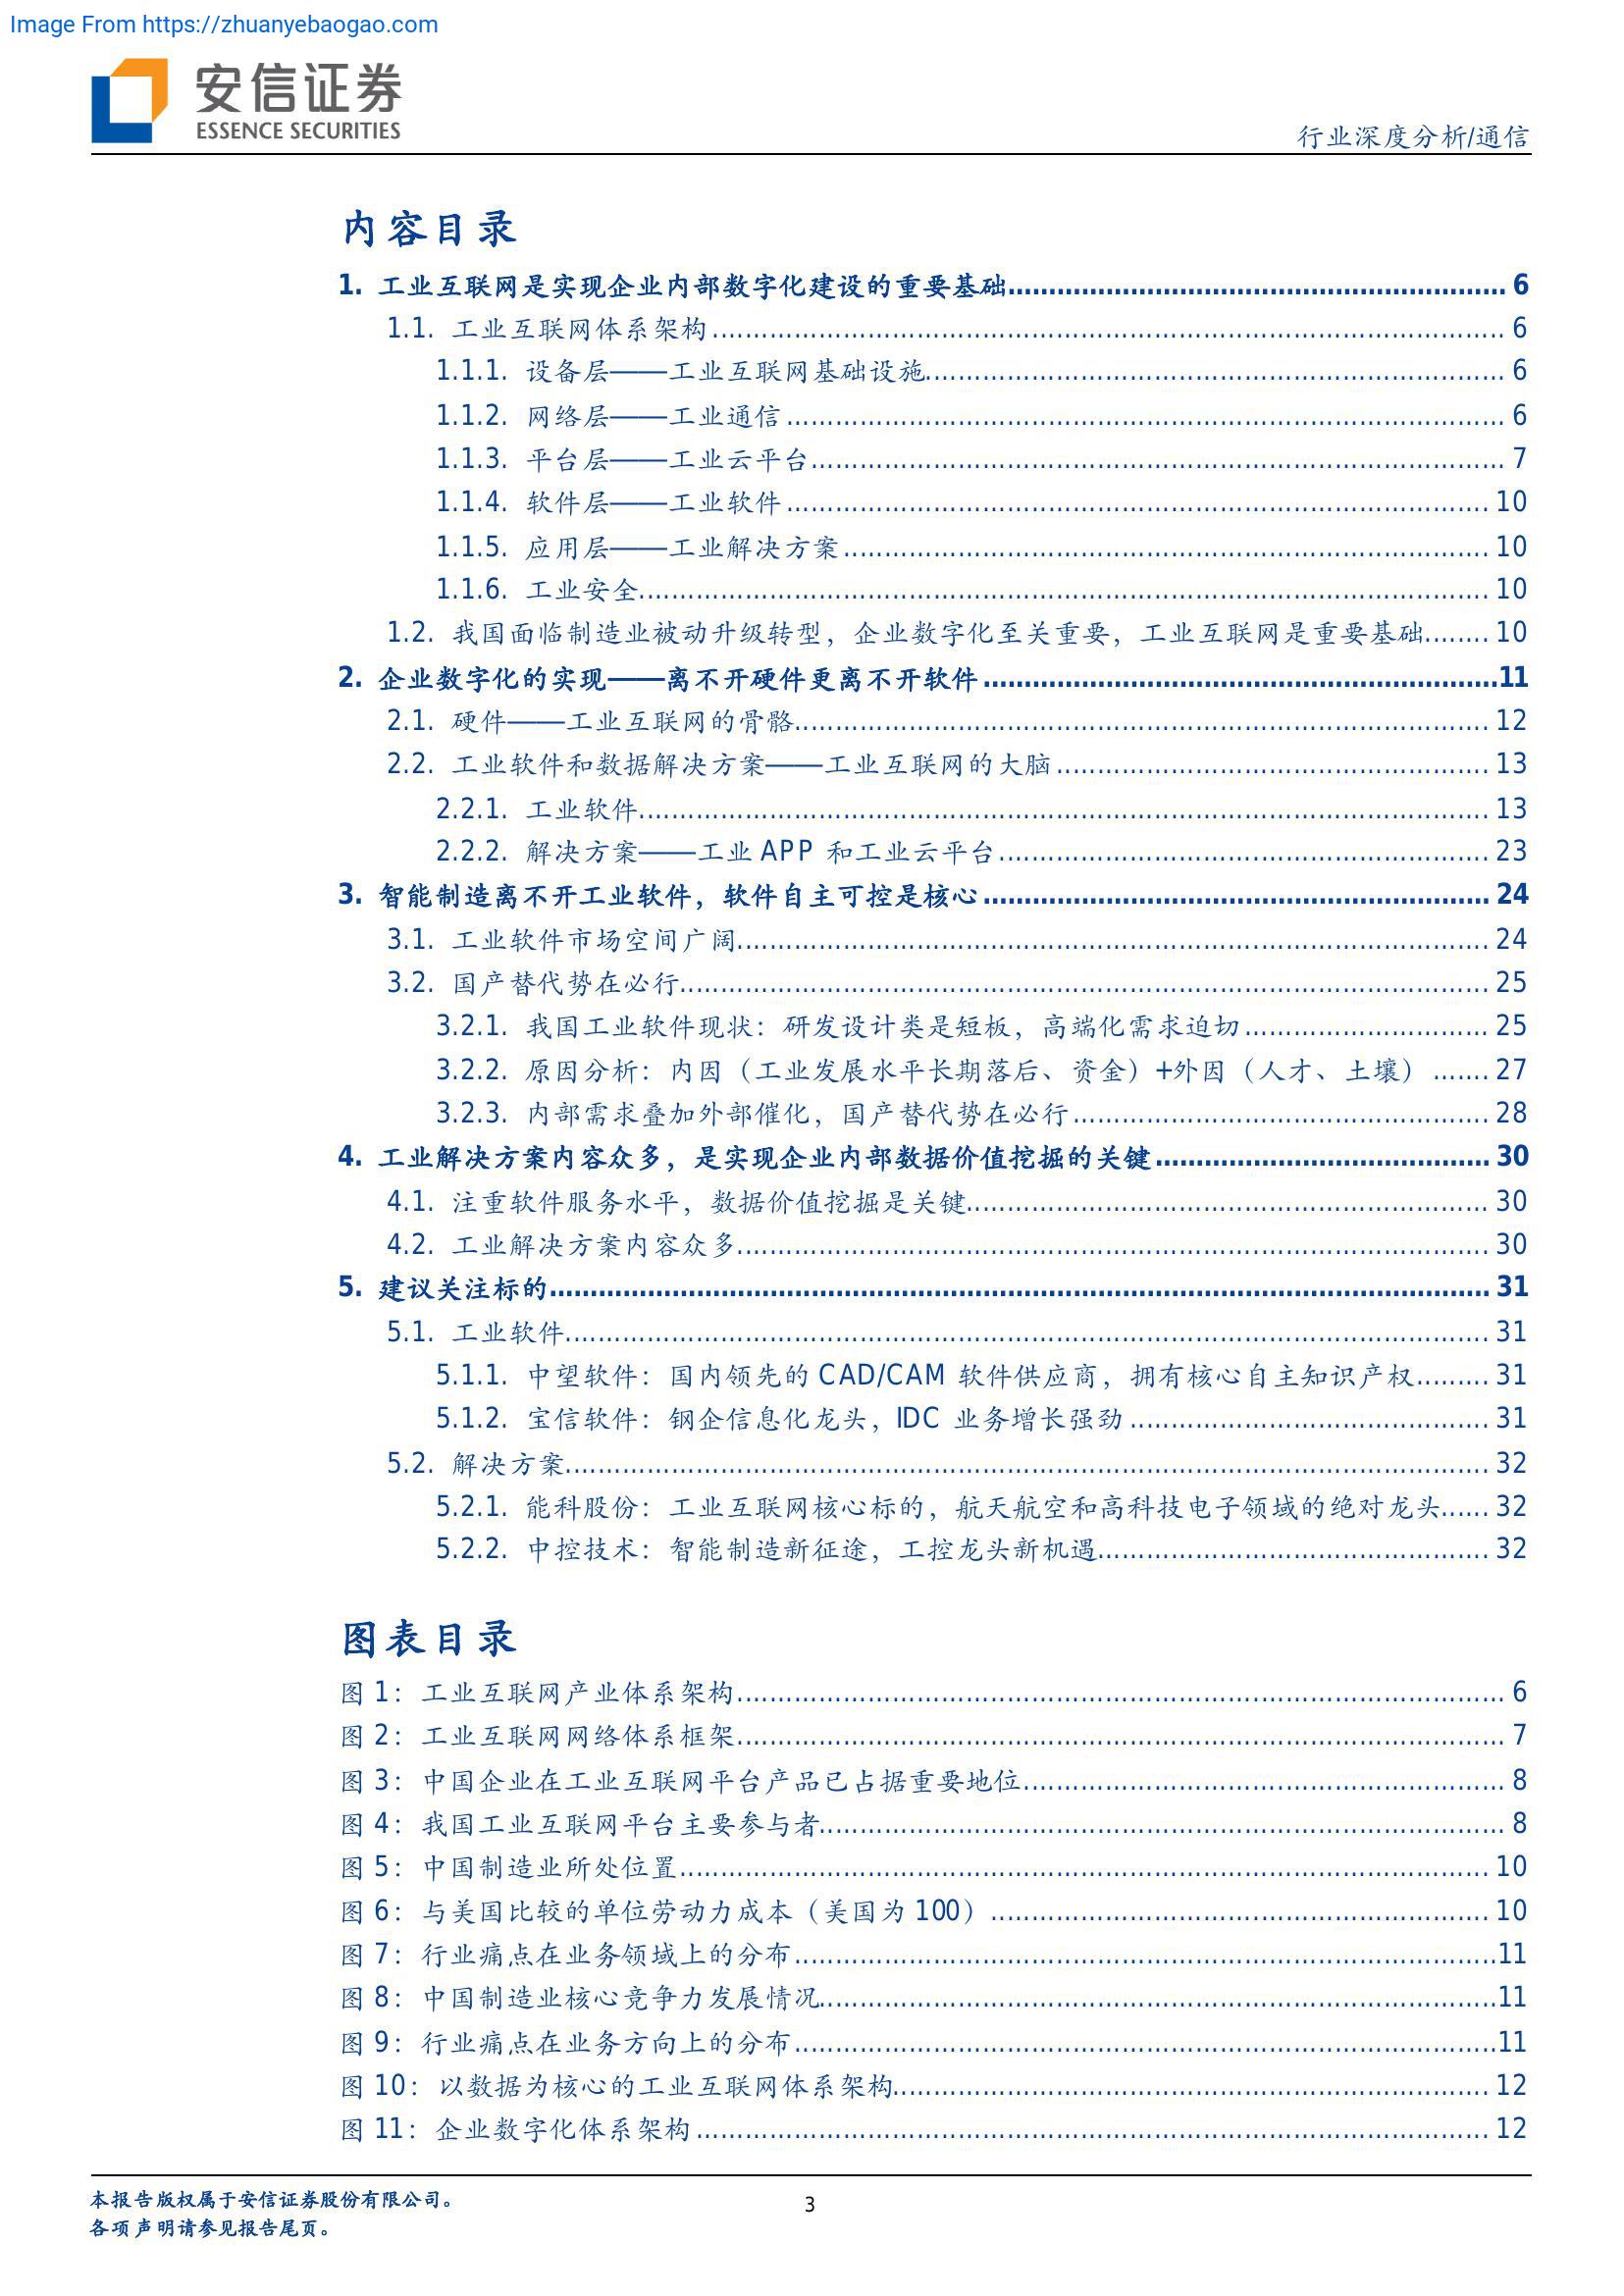 Image From https://zhuanyebaogao.com
安信证券
ESSENCE SECURITIES
行业深度分析/通信
内容目录
1. 工业互联网是实现企业内部数字化建设的重要基础 6
1.1. 工业互联网体系架构 6
1.1.1. 设备层——工业互联网基础设施 6
1.1.2. 网络层——工业通信 6
1.1.3. 平台层——工业云平台 7
1.1.4. 软件层——工业软件 10
1.1.5. 应用层——工业解决方案 10
1.1.6. 工业安全 10
1.2. 我国面临制造业被动升级转型，企业数字化至关重要，工业互联网是重要基础 10
2. 企业数字化的实现——离不开硬件更离不开软件 11
2.1. 硬件——工业互联网的骨骼 12
2.2. 工业软件和数据解决方案——工业互联网的大脑 13
2.2.1. 工业软件 13
2.2.2. 解决方案——工业 APP 和工业云平台 23
3. 智能制造离不开工业软件，软件自主可控是核心 24
3.1. 工业软件市场空间广阔 24
3.2. 国产替代势在必行 25
3.2.1. 我国工业软件现状：研发设计类是短板，高端化需求迫切 25
3.2.2. 原因分析：内因（工业发展水平长期落后、资金）+外因（人才、土壤） 27
3.2.3. 内部需求叠加外部催化，国产替代势在必行 28
4. 工业解决方案内容众多，是实现企业内部数据价值挖掘的关键 30
4.1. 注重软件服务水平，数据价值挖掘是关键 30
4.2. 工业解决方案内容众多 30
5. 建议关注标的 31
5.1. 工业软件 31
5.1.1. 中望软件：国内领先的 CAD/CAM 软件供应商，拥有核心自主知识产权 31
5.1.2. 宝信软件：钢企信息化龙头，IDC 业务增长强劲 31
5.2. 解决方案 32
5.2.1. 能科股份：工业互联网核心标的，航天航空和高科技电子领域的绝对龙头 32
5.2.2. 中控技术：智能制造新征途，工控龙头新机遇 32
图表目录
图 1：工业互联网产业体系架构 6
图 2：工业互联网网络体系框架 7
图 3：中国企业在工业互联网平台产品已占据重要地位 8
图 4：我国工业互联网平台主要参与者 8
图 5：中国制造业所处位置 10
图 6：与美国比较的单位劳动力成本（美国为 100） 10
图 7：行业痛点在业务领域上的分布 11
图 8：中国制造业核心竞争力发展情况 11
图 9：行业痛点在业务方向上的分布 11
图 10：以数据为核心的工业互联网体系架构 12
图 11：企业数字化体系架构 12
本报告版权属于安信证券股份有限公司。
3
各项声明请参见报告尾页。